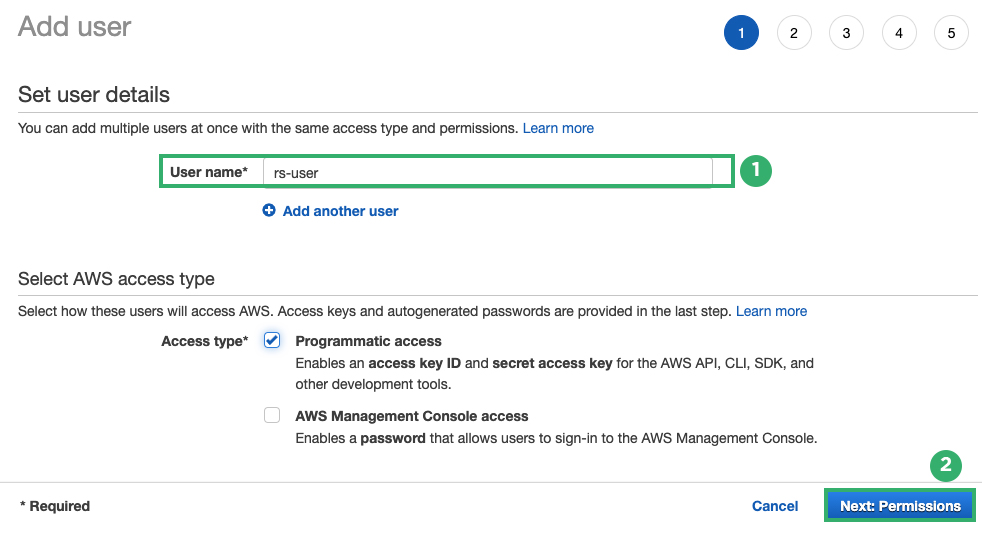 Add user
1 2 3 4 5
Set user details
You can add multiple users at once with the same access type and permissions. Learn more
User name* rs-user 1
Add another user
Select AWS access type
Select how these users will access AWS. Access keys and autogenerated passwords are provided in the last step. Learn more
Access type* Programmatic access
Enables an access key ID and secret access key for the AWS API, CLI, SDK, and
other development tools.
AWS Management Console access
Enables a password that allows users to sign-in to the AWS Management Console.
2
* Required Cancel Next: Permissions